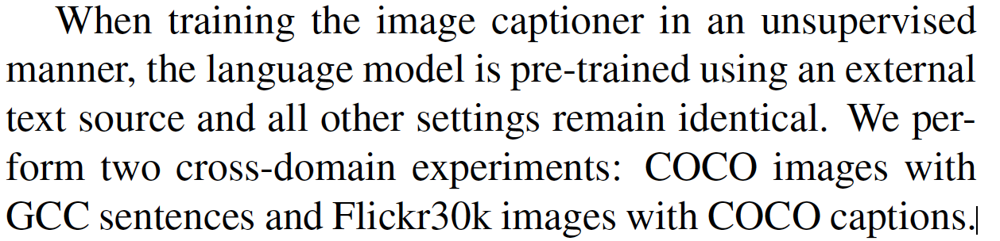 When training the image captioner in an unsupervised
manner, the language model is pre-trained using an external
text source and all other settings remain identical. We per-
form two cross-domain experiments: COCO images with
GCC sentences and Flickr30k images with COCO captions.